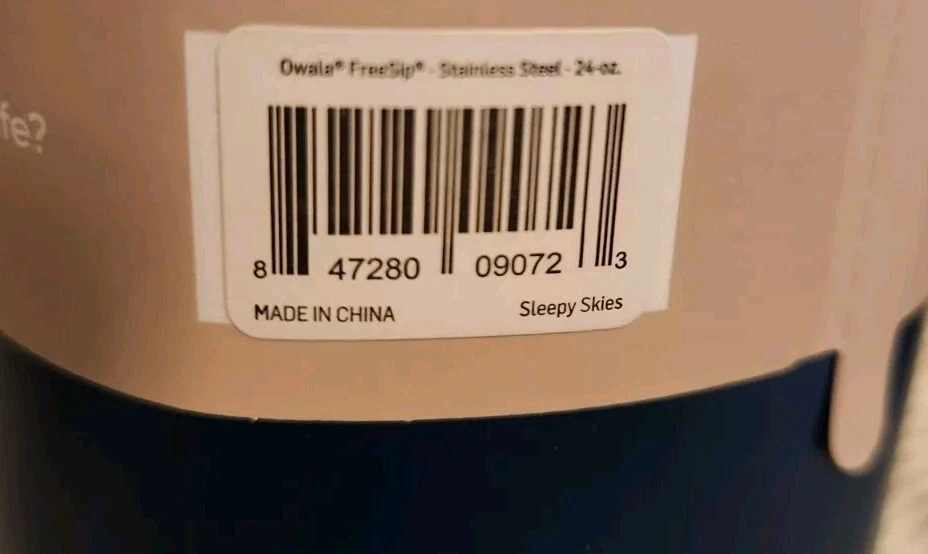 fe?
Owala® FreeSip® - Stainless Steel - 24-oz.
8 47280 09072 3
MADE IN CHINA
Sleepy Skies